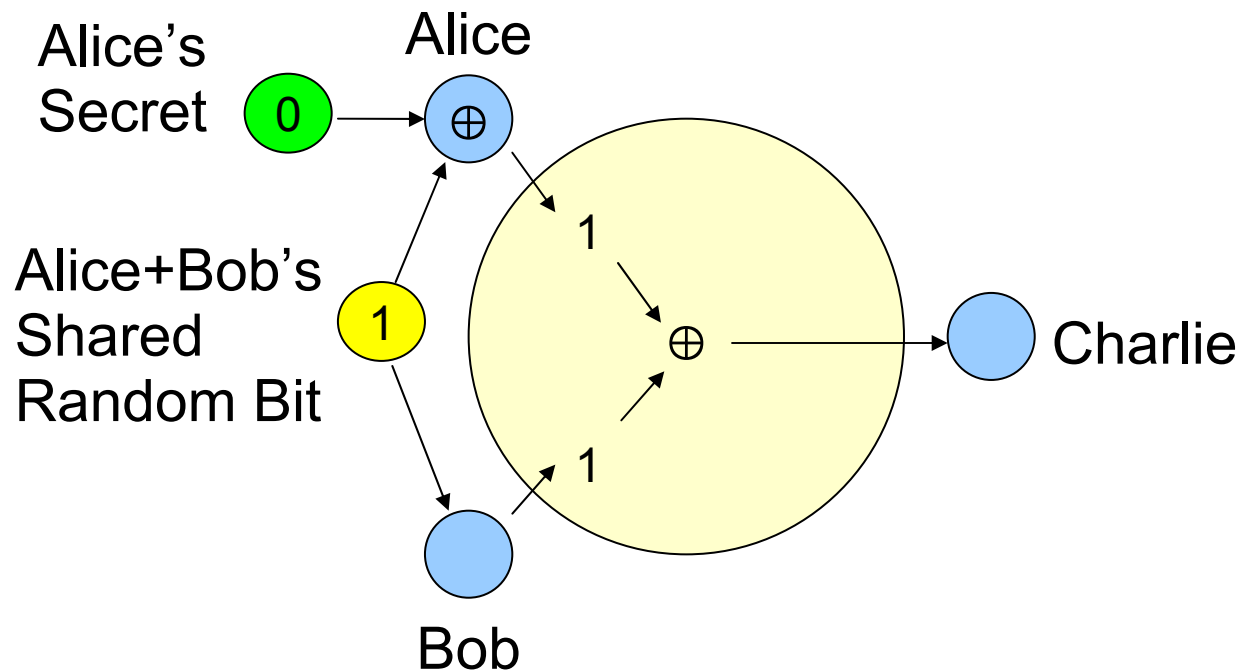 Alice's
Secret
0
Alice
⊕
Alice+Bob's
Shared
Random Bit
1
1
⊕
1
Charlie
Bob